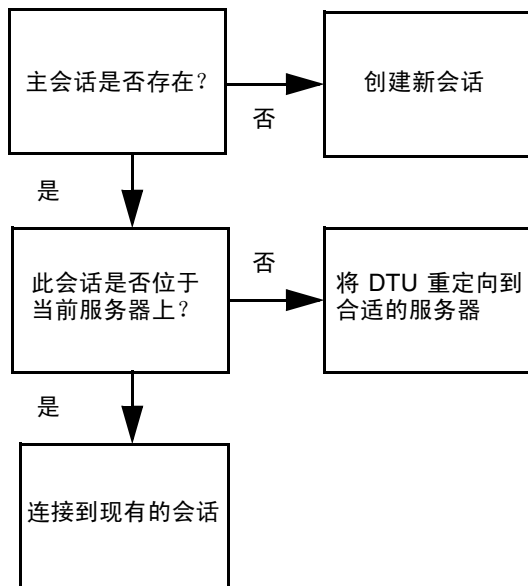 主会话是否存在？
创建新会话
否
是
此会话是否位于
当前服务器上？
否
将 DTU 重定向到
合适的服务器
是
连接到现有的会话